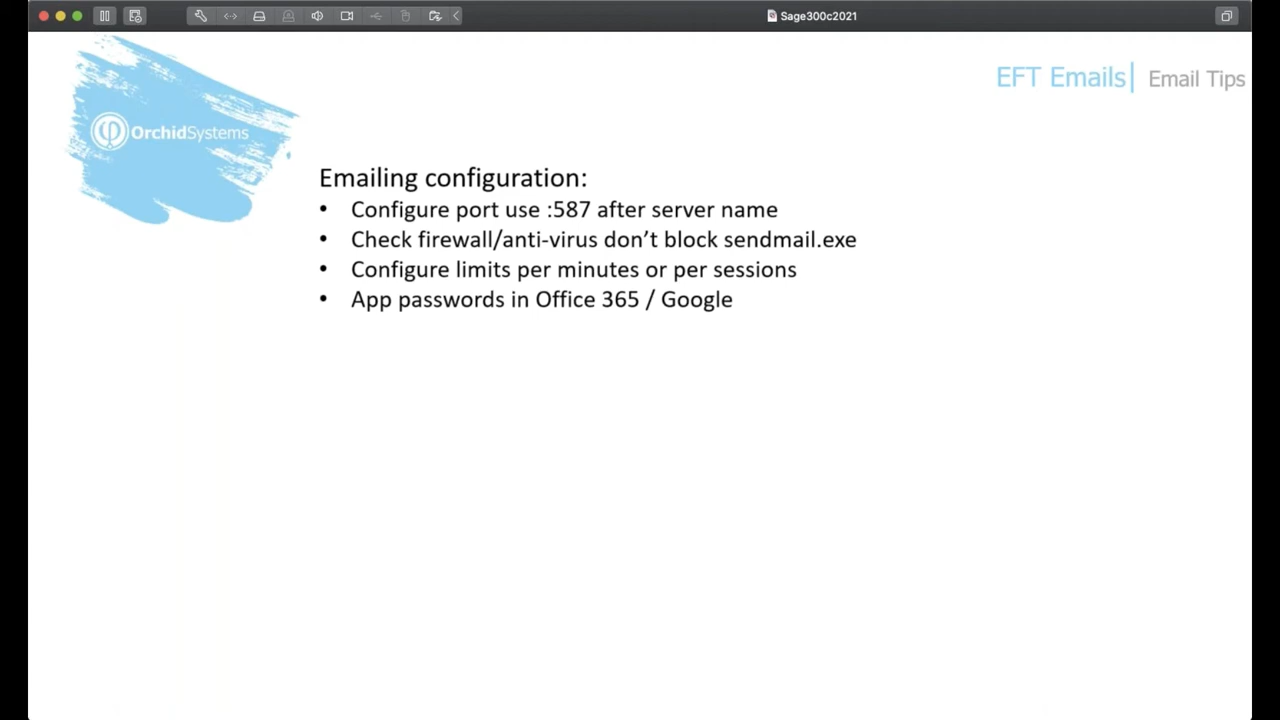 Sage300c2021
EFT Emails| Email Tips
OrchidSystems
Emailing configuration:
• Configure port use :587 after server name
• Check firewall/anti-virus don’t block sendmail.exe
• Configure limits per minutes or per sessions
• App passwords in Office 365 / Google